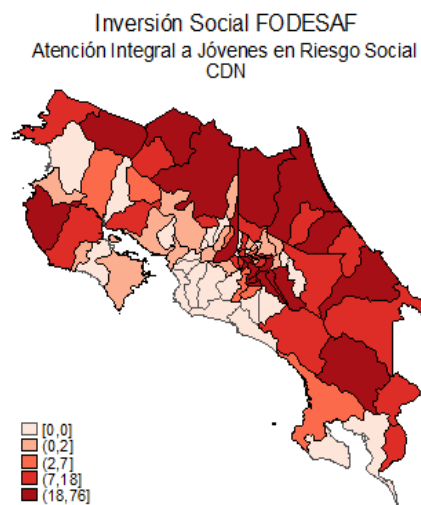 Inversión Social FODESAF
Atención Integral a Jóvenes en Riesgo Social
CDN
[0,0]
(0,2]
(2,7]
(7,18]
(18,76]